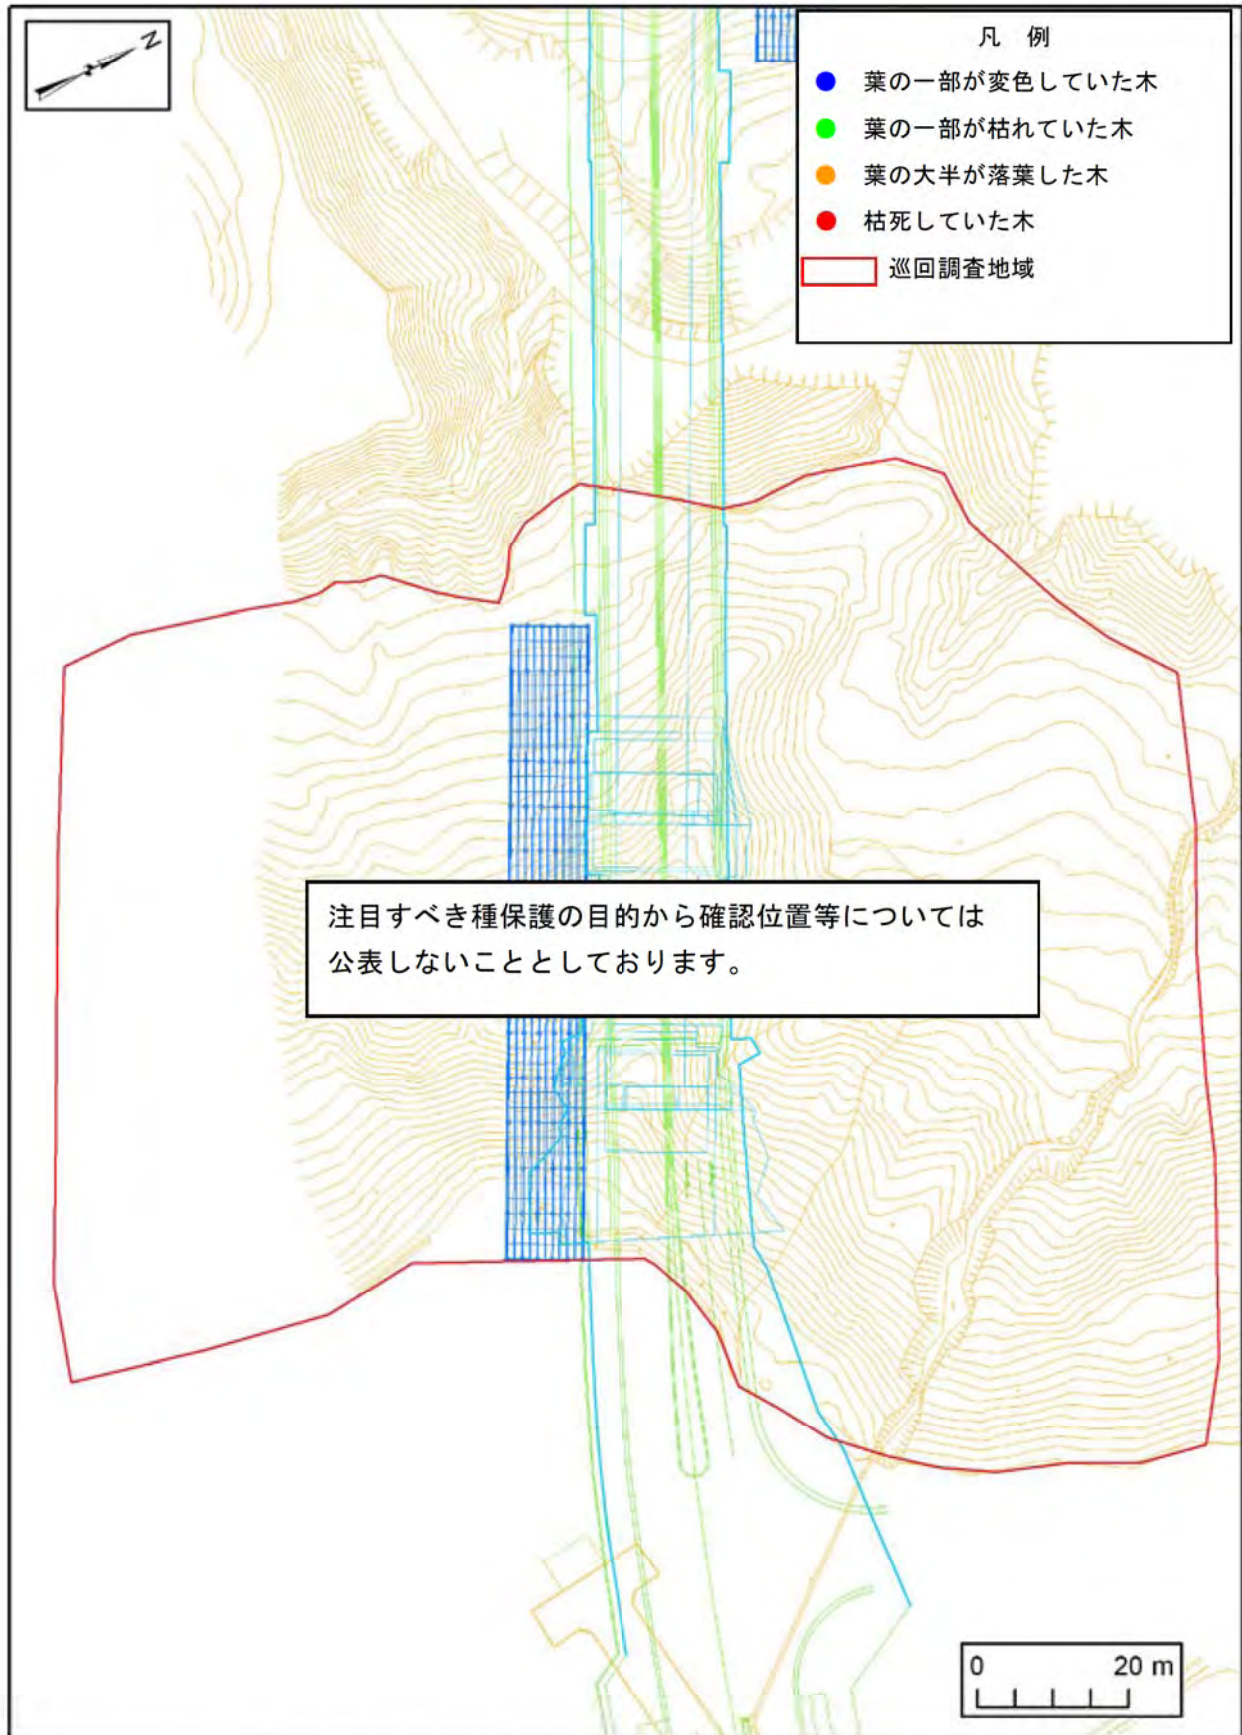 N
凡 例
葉の一部が変色していた木
葉の一部が枯れていた木
葉の大半が落葉した木
枯死していた木
巡回調査地域
注目すべき種保護の目的から確認位置等については
公表しないこととしております。
0 20 m